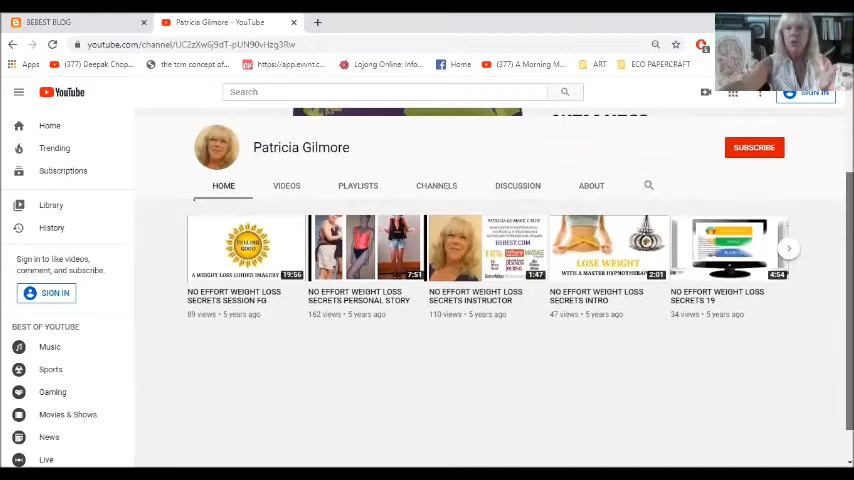 BEBEST BLOG
Patricia Gilmore - YouTube
youtube.com/channel/UC2zXw6j9dT-pUN90vHzg3Rw
Apps
(377) Deepak Chop...
the tcm concept of...
https://app.evvnt.c...
Lojong Online: Info...
Home
(377) A Morning M...
ART
ECO PAPERCRAFT
YouTube
Search
SIGN IN
Home
Trending
Subscriptions
Library
History
Sign in to like videos,
comment, and subscribe.
SIGN IN
BEST OF YOUTUBE
Music
Sports
Gaming
Movies & Shows
News
Live
Patricia Gilmore
SUBSCRIBE
HOME
VIDEOS
PLAYLISTS
CHANNELS
DISCUSSION
ABOUT
FEELING
GOOD
A WEIGHT LOSS GUIDED IMAGERY
19:56
NO EFFORT WEIGHT LOSS
SECRETS SESSION FG
89 views • 5 years ago
7:51
NO EFFORT WEIGHT LOSS
SECRETS PERSONAL STORY
162 views • 5 years ago
BEBEST.COM
1:47
NO EFFORT WEIGHT LOSS
SECRETS INSTRUCTOR
110 views • 5 years ago
LOSE WEIGHT
WITH A MASTER HYPNOTHERAPIST
2:01
NO EFFORT WEIGHT LOSS
SECRETS INTRO
47 views • 5 years ago
4:54
NO EFFORT WEIGHT LOSS
SECRETS 19
34 views • 5 years ago